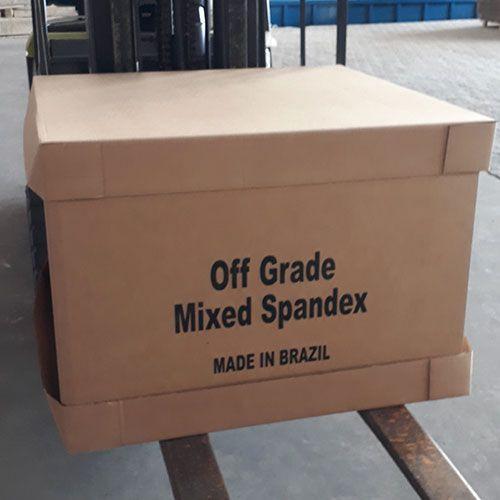 Off Grade
Mixed Spandex
MADE IN BRAZIL